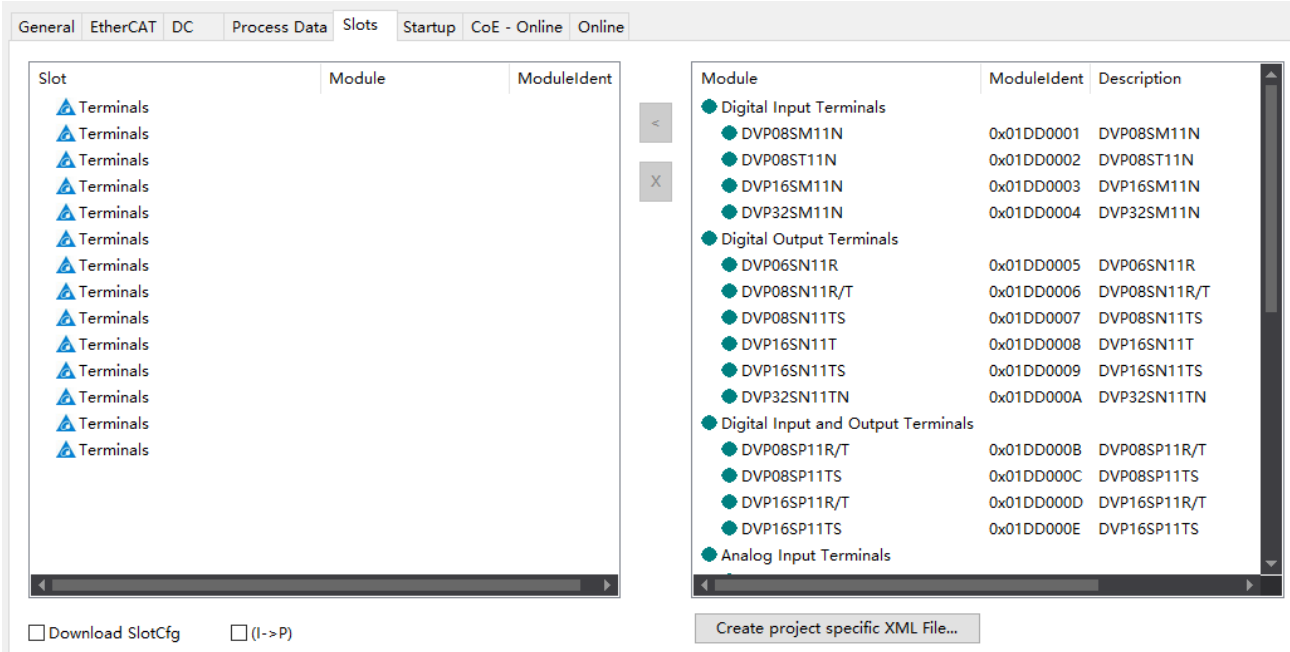 General EtherCAT DC Process Data Slots Startup CoE - Online Online
Slot Module ModuleIdent
Terminals
Terminals
Terminals
Terminals
Terminals
Terminals
Terminals
Terminals
Terminals
Terminals
Terminals
Terminals
Terminals
Terminals
<
X
Module ModuleIdent Description
Digital Input Terminals
DVP08SM11N 0x01DD0001 DVP08SM11N
DVP08ST11N 0x01DD0002 DVP08ST11N
DVP16SM11N 0x01DD0003 DVP16SM11N
DVP32SM11N 0x01DD0004 DVP32SM11N
Digital Output Terminals
DVP06SN11R 0x01DD0005 DVP06SN11R
DVP08SN11R/T 0x01DD0006 DVP08SN11R/T
DVP08SN11TS 0x01DD0007 DVP08SN11TS
DVP16SN11T 0x01DD0008 DVP16SN11T
DVP16SN11TS 0x01DD0009 DVP16SN11TS
DVP32SN11TN 0x01DD000A DVP32SN11TN
Digital Input and Output Terminals
DVP08SP11R/T 0x01DD000B DVP08SP11R/T
DVP08SP11TS 0x01DD000C DVP08SP11TS
DVP16SP11R/T 0x01DD000D DVP16SP11R/T
DVP16SP11TS 0x01DD000E DVP16SP11TS
Analog Input Terminals
Download SlotCfg (I->P)
Create project specific XML File...